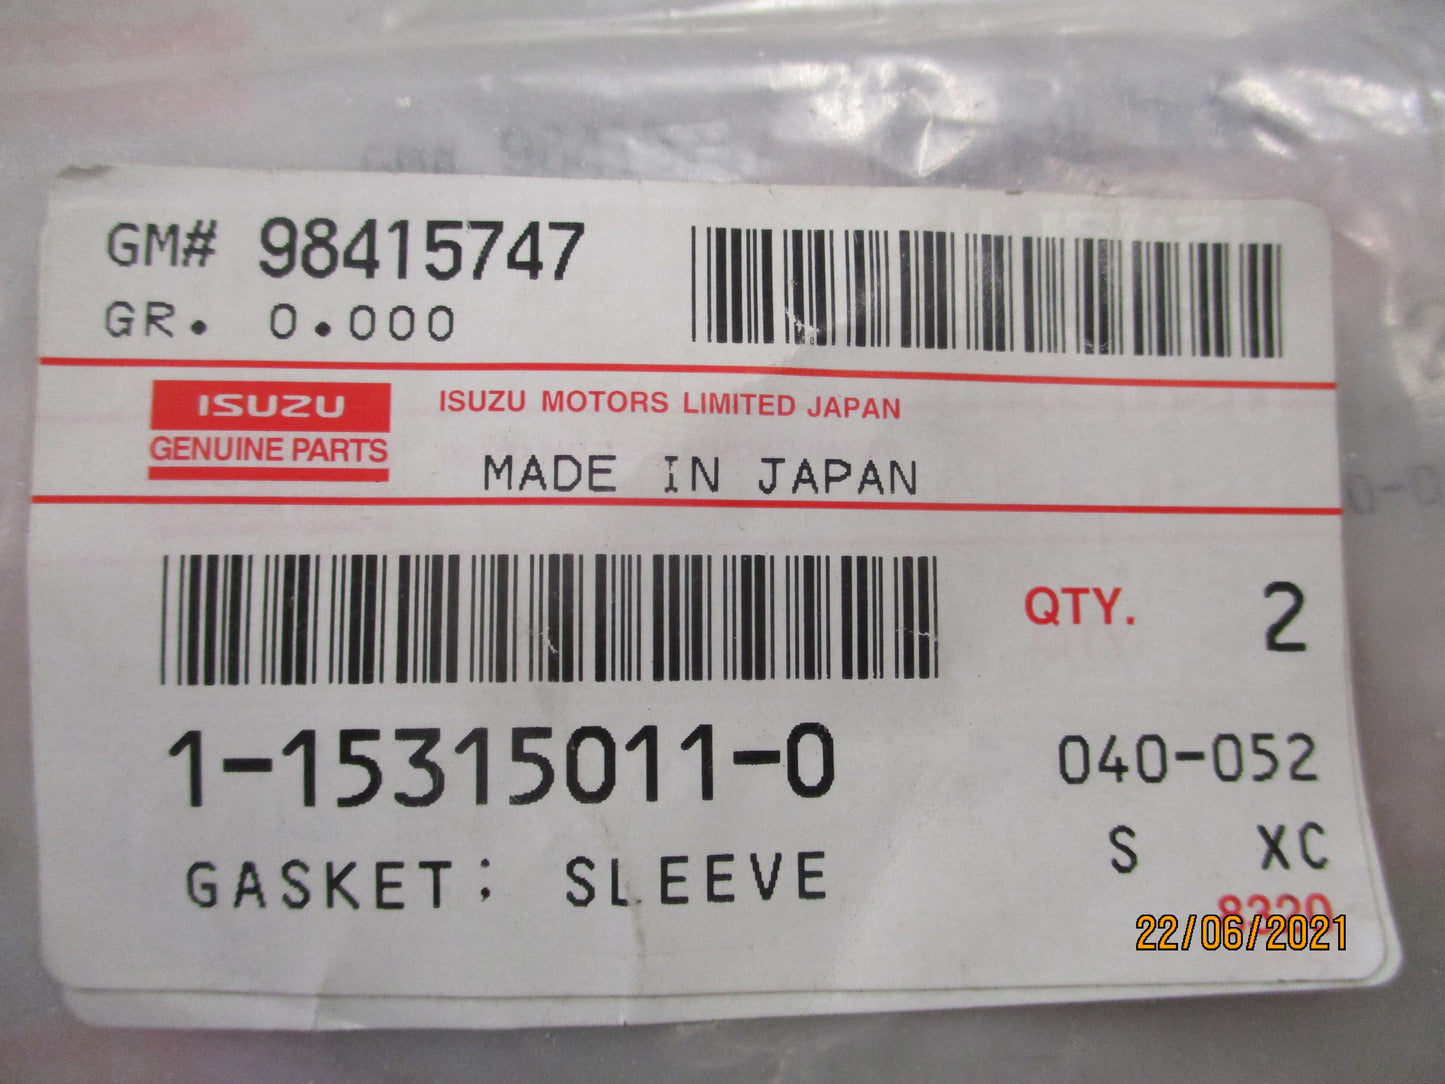 GM# 98415747
GR. 0.000
ISUZU
GENUINE PARTS
ISUZU MOTORS LIMITED JAPAN
MADE IN JAPAN
QTY. 2
1-15315011-0
040-052
GASKET; SLEEVE
S XC
22/06/2021